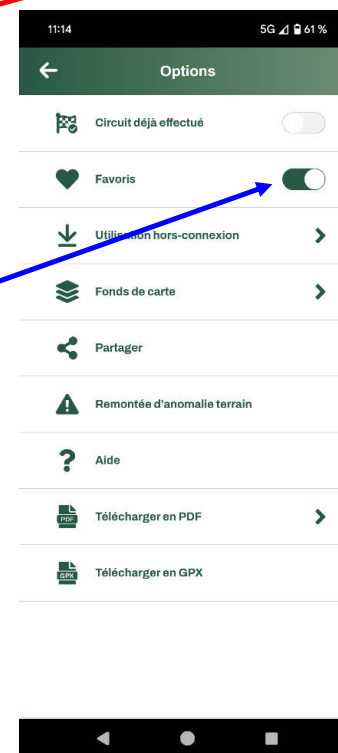 11:14 5G 61 %
Options
Circuit déjà effectué
Favoris
Utilisation hors-connexion
Fonds de carte
Partager
Remontée d'anomalie terrain
Aide
PDF Télécharger en PDF
GPX Télécharger en GPX